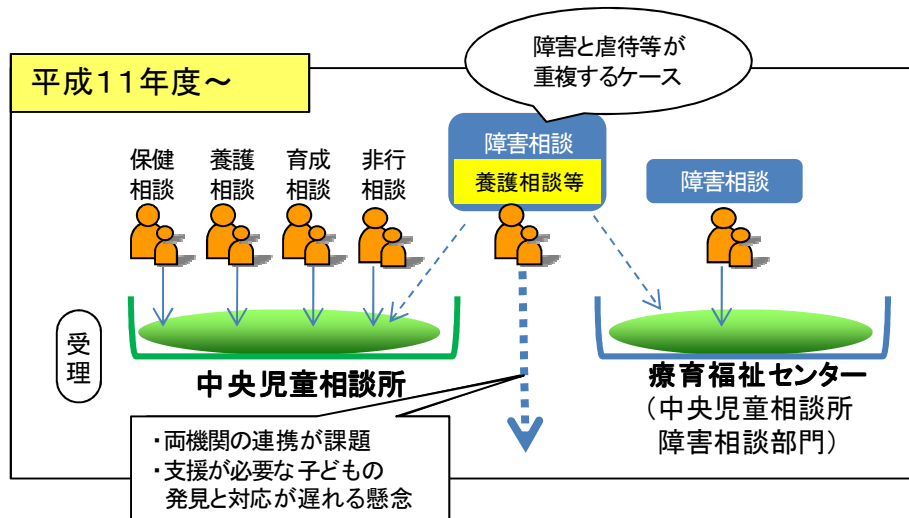 平成11年度～
障害と虐待等が
重複するケース
保健
相談
養護
相談
育成
相談
非行
相談
障害相談
養護相談等
障害相談
受
理
中央児童相談所
療育福祉センター
（中央児童相談所
障害相談部門）
・両機関の連携が課題
・支援が必要な子どもの
発見と対応が遅れる懸念